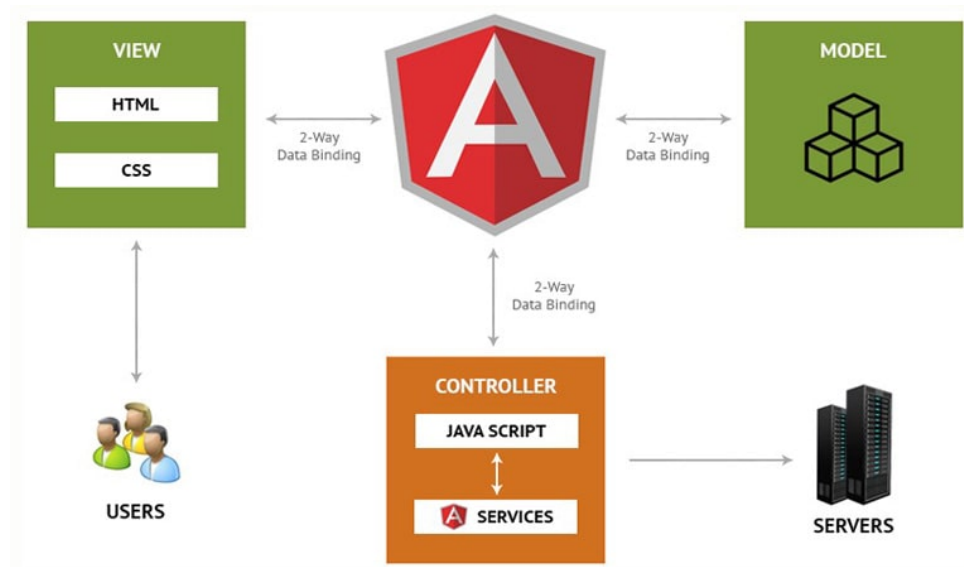 VIEW
HTML
CSS
2-Way
Data Binding
A
2-Way
Data Binding
MODEL
2-Way
Data Binding
USERS
CONTROLLER
JAVA SCRIPT
A SERVICES
SERVERS